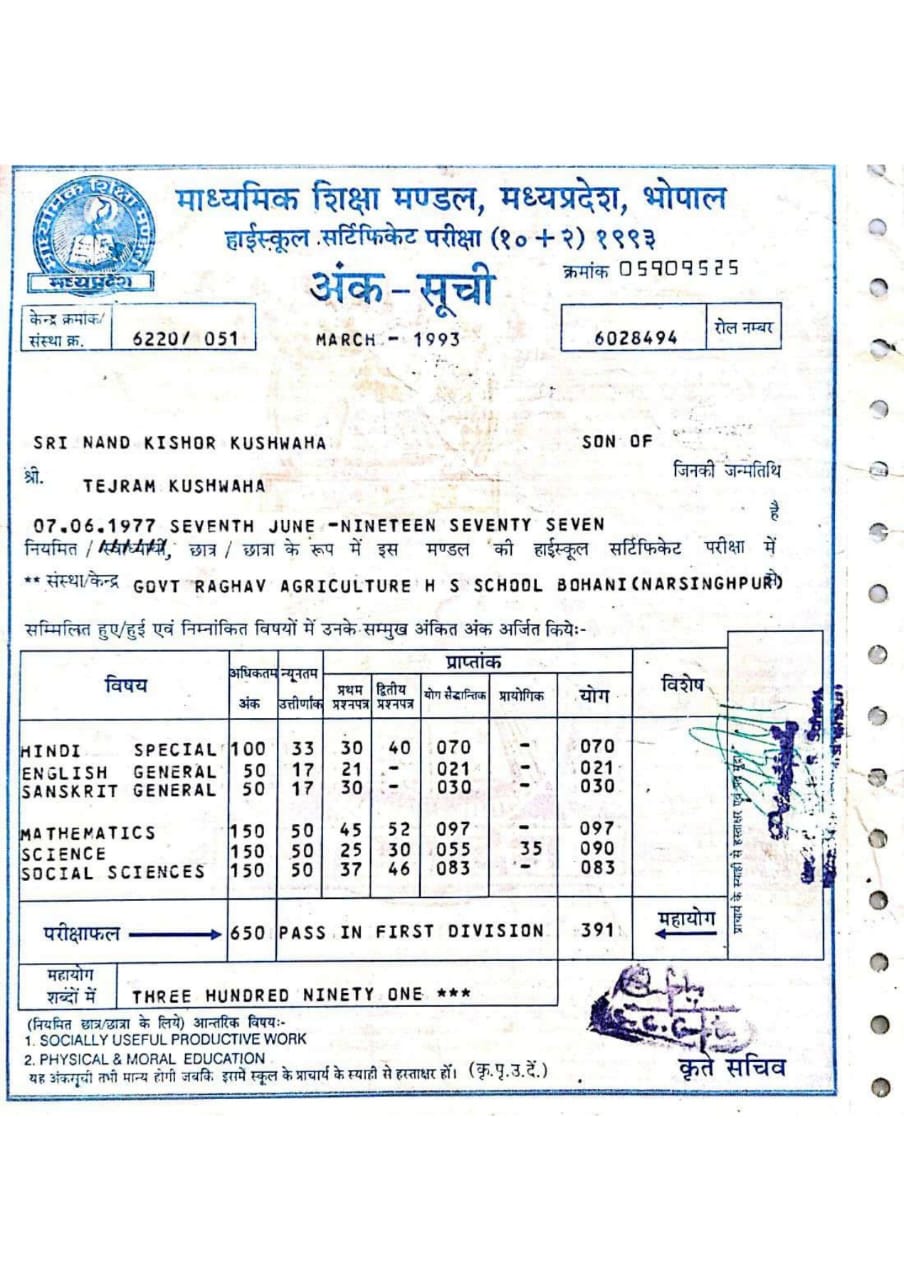 माध्यमिक शिक्षा मण्डल
मध्यप्रदेश
माध्यमिक शिक्षा मण्डल, मध्यप्रदेश, भोपाल
हाईस्कूल सर्टिफिकेट परीक्षा (१०+२) १९९३
अंक-सूची
क्रमांक 05909525
केन्द्र क्रमांक/ संस्था क्र. 6220/ 051
MARCH - 1993
6028494 रोल नम्बर
SRI NAND KISHOR KUSHWAHA SON OF
श्री. TEJRAM KUSHWAHA जिनकी जन्मतिथि
07.06.1977 SEVENTH JUNE -NINETEEN SEVENTY SEVEN है
नियमित / छात्र / छात्रा के रूप में इस मण्डल की हाईस्कूल सर्टिफिकेट परीक्षा में
** संस्था/केन्द्र GOVT RAGHAV AGRICULTURE H S SCHOOL BOHANI(NARSINGHPUR) से
सम्मिलित हुए/हुई एवं निम्नांकित विषयों में उनके सम्मुख अंकित अंक अर्जित किये:-
विषय अधिकतम अंक न्यूनतम उत्तीर्णांक प्राप्तांक विशेष
प्रथम प्रश्नपत्र द्वितीय प्रश्नपत्र योग सैद्धान्तिक प्रायोगिक योग
HINDI SPECIAL 100 33 30 40 070 - 070
ENGLISH GENERAL 50 17 21 - 021 - 021
SANSKRIT GENERAL 50 17 30 - 030 - 030
MATHEMATICS 150 50 45 52 097 - 097
SCIENCE 150 50 25 30 055 35 090
SOCIAL SCIENCES 150 50 37 46 083 - 083
परीक्षाफल 650 PASS IN FIRST DIVISION 391 महायोग
महायोग शब्दों में THREE HUNDRED NINETY ONE ***
प्राचार्य के स्याही से हस्ताक्षर एवं
(नियमित छात्र/छात्रा के लिये) आन्तरिक विषय:-
1. SOCIALLY USEFUL PRODUCTIVE WORK
2. PHYSICAL & MORAL EDUCATION
यह अंकसूची तभी मान्य होगी जबकि इसमें स्कूल के प्राचार्य के स्याही से हस्ताक्षर हों। (कृ.पृ.उ.दें.)
कृते सचिव